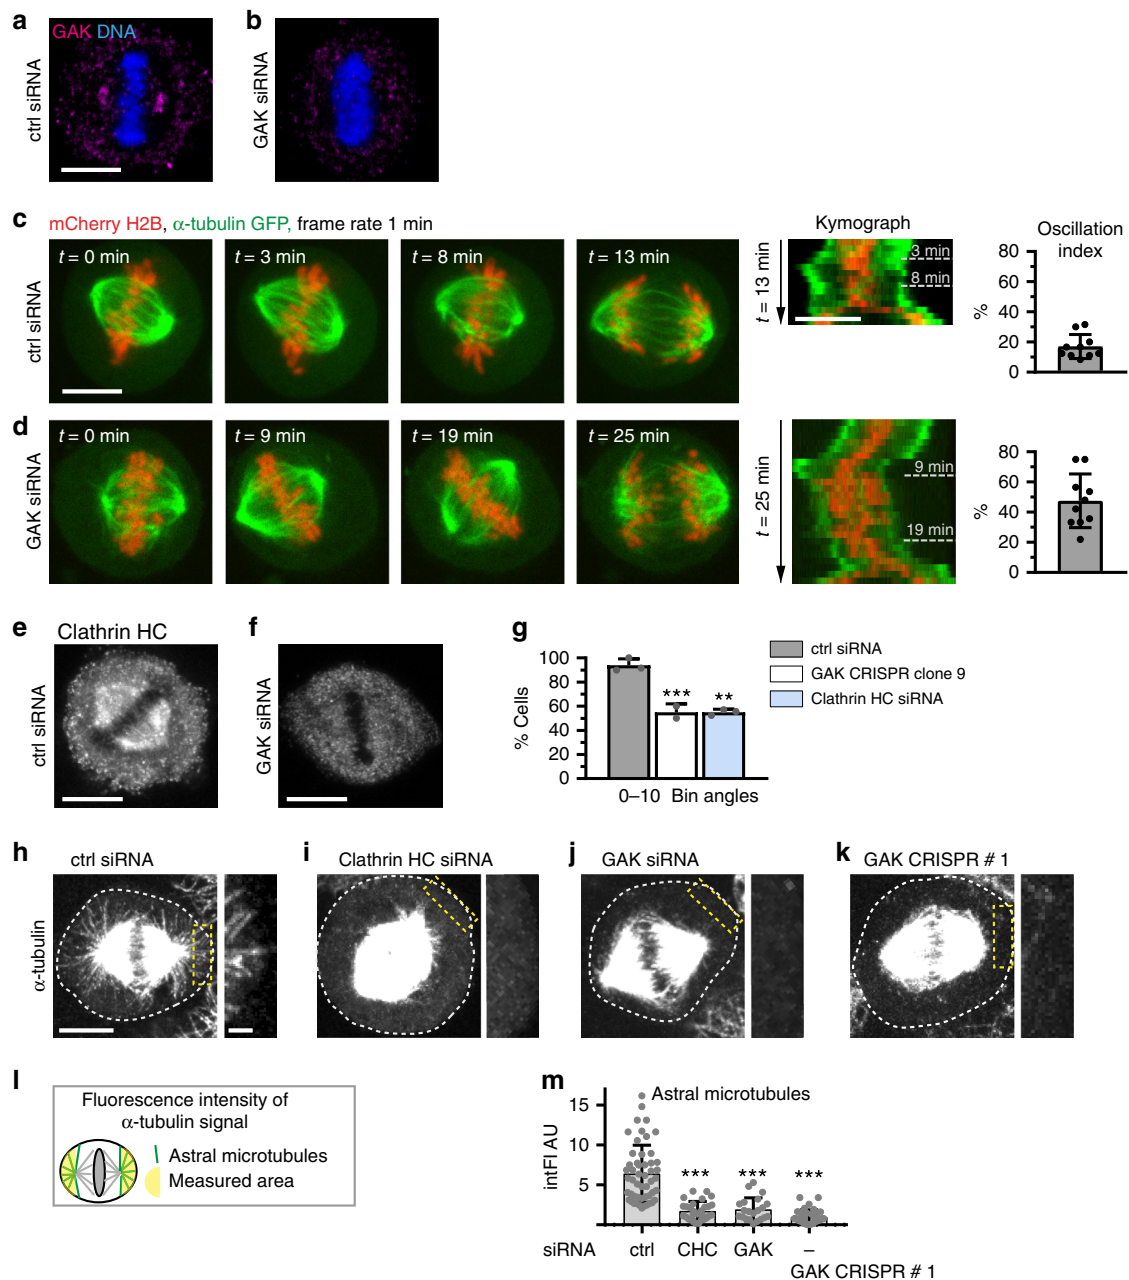 a
b
GAK DNA
ctrl siRNA
GAK siRNA
c
mCherry H2B, α-tubulin GFP, frame rate 1 min
ctrl siRNA
t = 0 min
t = 3 min
t = 8 min
t = 13 min
Kymograph
t = 13 min
3 min
8 min
Oscillation
index
%
80
60
40
20
0
d
GAK siRNA
t = 0 min
t = 9 min
t = 19 min
t = 25 min
t = 25 min
9 min
19 min
%
80
60
40
20
0
e
Clathrin HC
ctrl siRNA
f
GAK siRNA
g
% Cells
100
80
60
40
20
0
***
**
0–10 Bin angles
ctrl siRNA
GAK CRISPR clone 9
Clathrin HC siRNA
h
ctrl siRNA
α-tubulin
i
Clathrin HC siRNA
j
GAK siRNA
k
GAK CRISPR # 1
l
Fluorescence intensity of
α-tubulin signal
Astral microtubules
Measured area
m
Astral microtubules
intFI AU
15
10
5
***
***
***
siRNA ctrl CHC GAK –
GAK CRISPR # 1